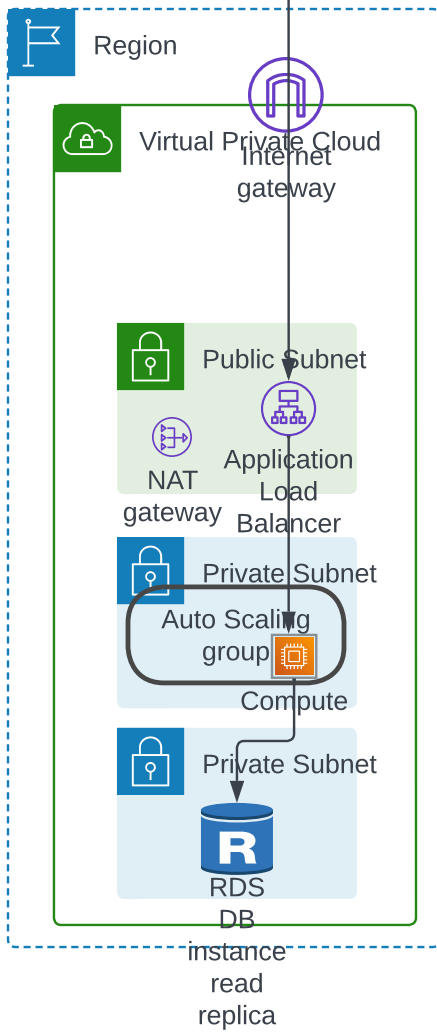 Region
Virtual Private Cloud
Internet
gateway
Public Subnet
NAT
gateway
Application
Load
Balancer
Private Subnet
Auto Scaling
group
Compute
Private Subnet
R
RDS
DB
instance
read
replica